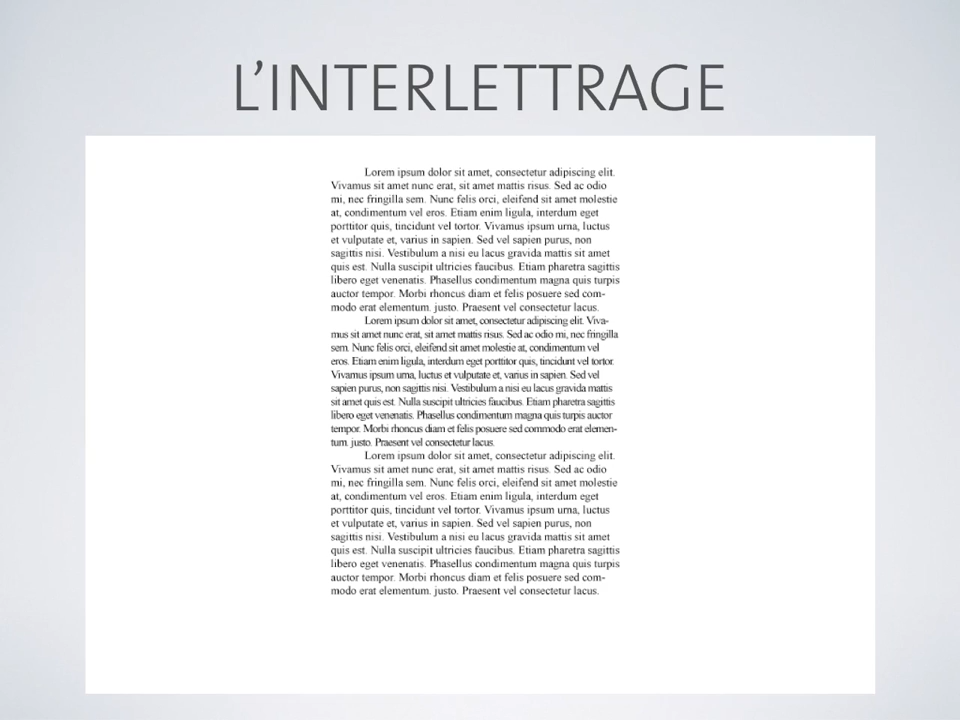 L’INTERLETTRAGE
Lorem ipsum dolor sit amet, consectetur adipiscing elit.
Vivamus sit amet nunc erat, sit amet mattis risus. Sed ac odio
mi, nec fringilla sem. Nunc felis orci, eleifend sit amet molestie
at, condimentum vel eros. Etiam enim ligula, interdum eget
porttitor quis, tincidunt vel tortor. Vivamus ipsum urna, luctus
et vulputate et, varius in sapien. Sed vel sapien purus, non
sagittis nisi. Vestibulum a nisi eu lacus gravida mattis sit amet
quis est. Nulla suscipit ultricies faucibus. Etiam pharetra sagittis
libero eget venenatis. Phasellus condimentum magna quis turpis
auctor tempor. Morbi rhoncus diam et felis posuere sed com-
modo erat elementum. justo. Praesent vel consectetur lacus.
Lorem ipsum dolor sit amet, consectetur adipiscing elit. Viva-
mus sit amet nunc erat, sit amet mattis risus. Sed ac odio mi, nec fringilla
sem. Nunc felis orci, eleifend sit amet molestie at, condimentum vel
eros. Etiam enim ligula, interdum eget porttitor quis, tincidunt vel tortor.
Vivamus ipsum urna, luctus et vulputate et, varius in sapien. Sed vel
sapien purus, non sagittis nisi. Vestibulum a nisi eu lacus gravida mattis
sit amet quis est. Nulla suscipit ultricies faucibus. Etiam pharetra sagittis
libero eget venenatis. Phasellus condimentum magna quis turpis auctor
tempor. Morbi rhoncus diam et felis posuere sed commodo erat elemen-
tum. justo. Praesent vel consectetur lacus.
Lorem ipsum dolor sit amet, consectetur adipiscing elit.
Vivamus sit amet nunc erat, sit amet mattis risus. Sed ac odio
mi, nec fringilla sem. Nunc felis orci, eleifend sit amet molestie
at, condimentum vel eros. Etiam enim ligula, interdum eget
porttitor quis, tincidunt vel tortor. Vivamus ipsum urna, luctus
et vulputate et, varius in sapien. Sed vel sapien purus, non
sagittis nisi. Vestibulum a nisi eu lacus gravida mattis sit amet
quis est. Nulla suscipit ultricies faucibus. Etiam pharetra sagittis
libero eget venenatis. Phasellus condimentum magna quis turpis
auctor tempor. Morbi rhoncus diam et felis posuere sed com-
modo erat elementum. justo. Praesent vel consectetur lacus.